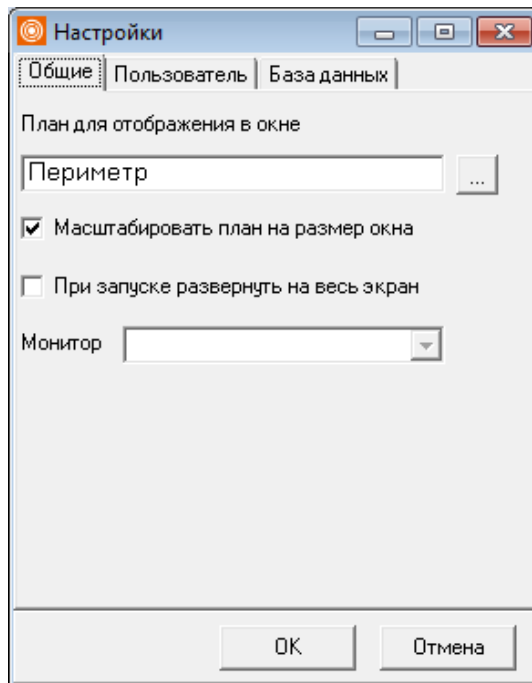 Настройки
Общие Пользователь База данных
План для отображения в окне
Периметр ...
Масштабировать план на размер окна
При запуске развернуть на весь экран
Монитор
OK Отмена